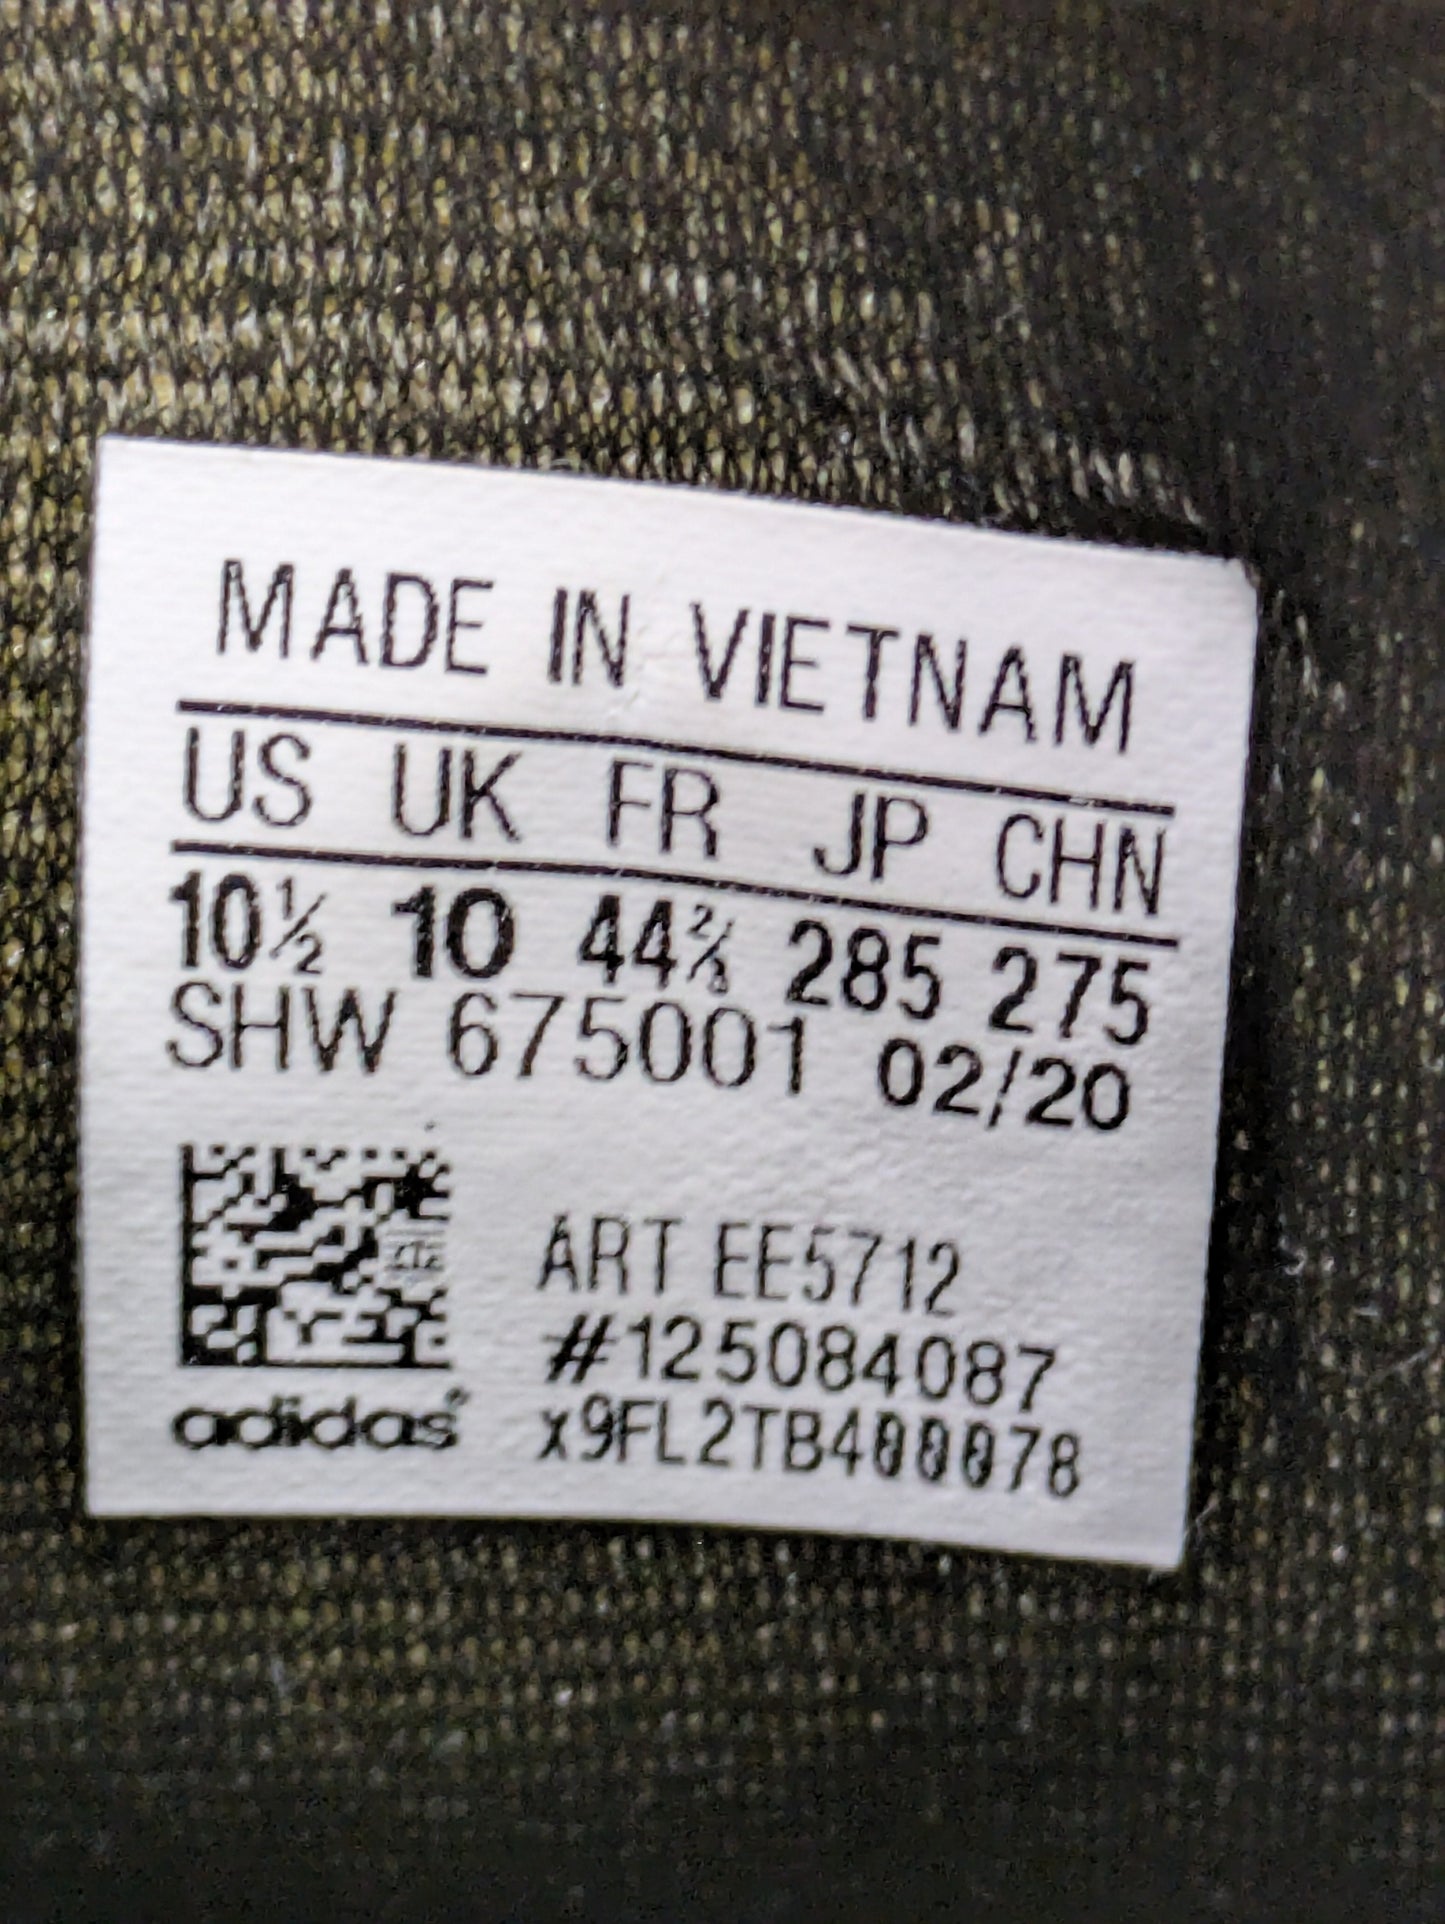 MADE IN VIETNAM
US UK FR JP CHN
10½ 10 44⅔ 285 275
SHW 675001 02/20
ART EE5712
#125084087
adidas® x9FL2TB400078